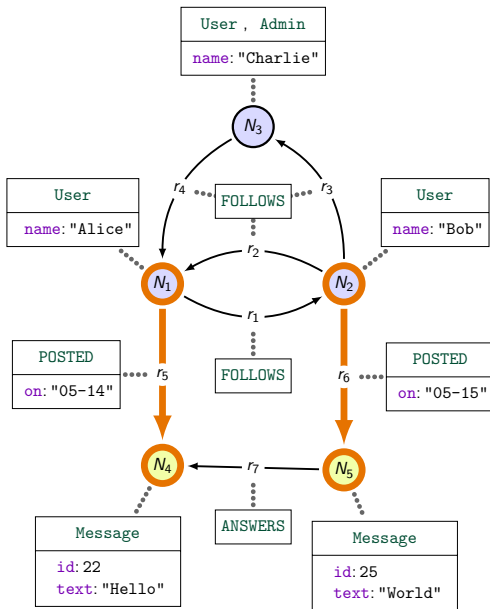 User , Admin
name: "Charlie"
N3
r4
r3
FOLLOWS
User
name: "Alice"
User
name: "Bob"
r2
N1
N2
r1
POSTED
on: "05-14"
r5
FOLLOWS
r6
POSTED
on: "05-15"
N4
r7
N5
ANSWERS
Message
id: 22
text: "Hello"
Message
id: 25
text: "World"